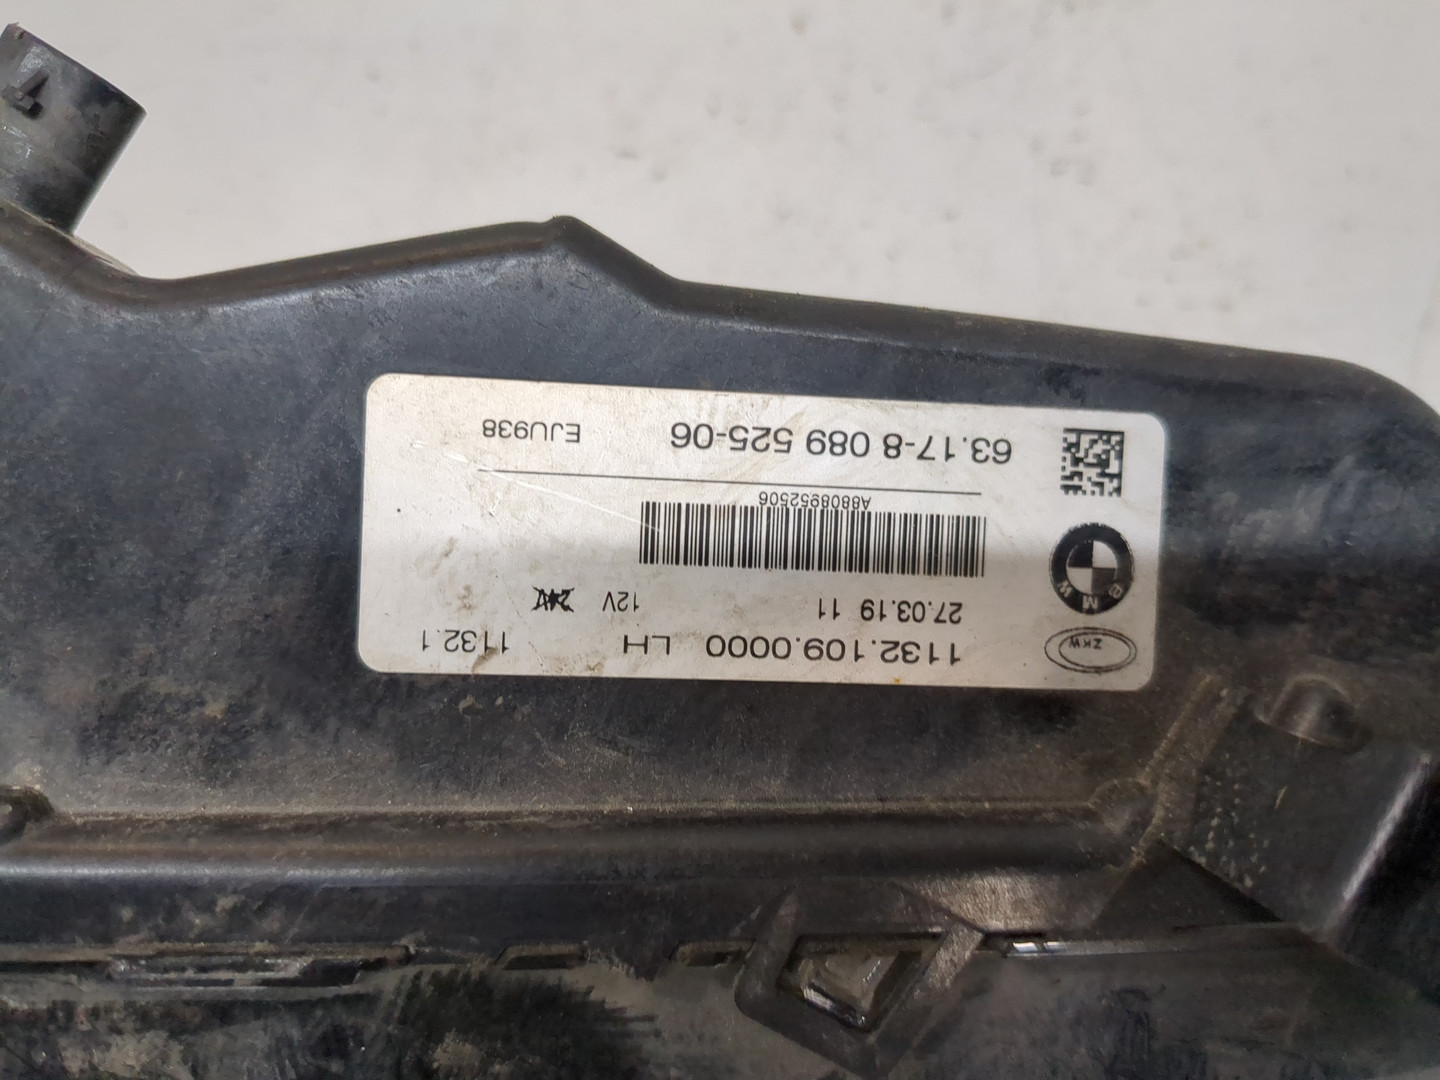 ZKW 1132.109.0000 LH 1132.1
27.03.19 11 12V
BMW
A8808952506
63.17-8 089 525-06 EJU938